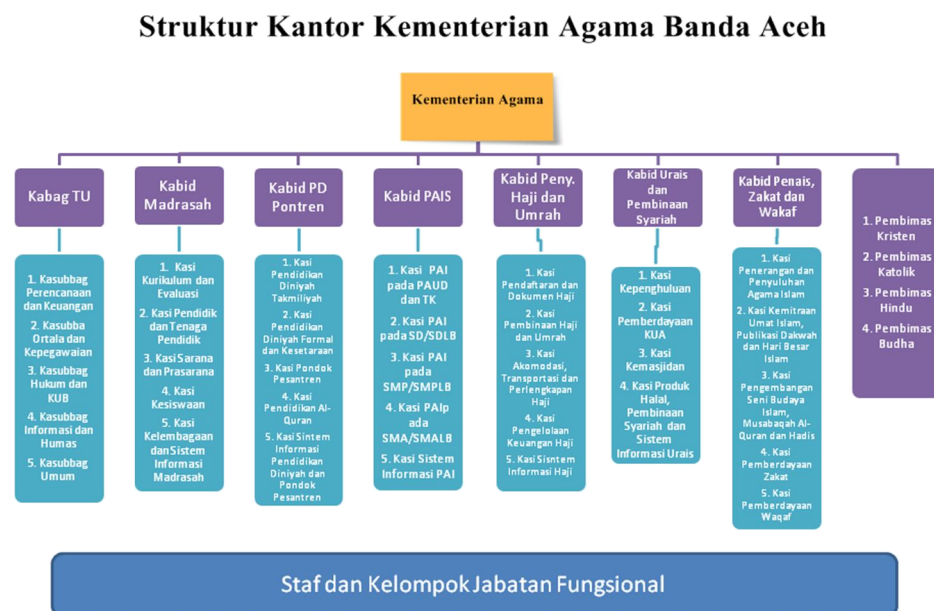 Struktur Kantor Kementerian Agama Banda Aceh
Kementerian Agama
Kabag TU
1. Kasubbag
Perencanaan
dan Keuangan
2. Kasubba
Ortala dan
Kepegawaian
3. Kasubbag
Hukum dan
KUB
4. Kasubbag
Informasi dan
Humas
5. Kasubbag
Umum
Kabid
Madrasah
1. Kasi
Kurikulum dan
Evaluasi
2. Kasi Pendidik
dan Tenaga
Pendidik
3. Kasi Sarana
dan Prasarana
4. Kasi
Kesiswaan
5. Kasi
Kelembagaan
dan Sistem
Informasi
Madrasah
Kabid PD
Pontren
1. Kasi
Pendidikan
Diniyah
Takmiliyah
2. Kasi
Pendidikan
Diniyah Formal
dan Kesetaraan
3. Kasi Pondok
Pesantren
4. Kasi
Pendidikan Al-
Quran
5. Kasi Sintem
Informasi
Pendidikan
Diniyah dan
Pondok
Pesantren
Kabid PAIS
1. Kasi PAI
pada PAUD
dan TK
2. Kasi PAI
pada SD/SDLB
3. Kasi PAI
pada
SMP/SMPLB
4. Kasi PAIp
ada
SMA/SMALB
5. Kasi Sistem
Informasi PAI
Kabid Peny.
Haji dan
Umrah
1. Kasi
Pendaftaran dan
Dokumen Haji
2. Kasi
Pembinaan Haji
dan Umrah
3. Kasi
Akomodasi,
Transportasi dan
Perlengkapan
Haji
4. Kasi
Pengelolaan
Keuangan Haji
5. Kasi Sisntem
Informasi Haji
Kabid Urais
dan
Pembinaan
Syariah
1. Kasi
Kepenghuluan
2. Kasi
Pemberdayaan
KUA
3. Kasi
Kemasjidan
4. Kasi Produk
Halal,
Pembinaan
Syariah dan
Sistem
Informasi Urais
Kabid Penais,
Zakat dan
Wakaf
1. Kasi
Penerangan dan
Penyuluhan
Agama Islam
2. Kasi Kemitraan
Umat Islam,
Publikasi Dakwah
dan Hari Besar
Islam
3. Kasi
Pengembangan
Seni Budaya
Islam,
Musabaqah Al-
Quran dan Hadis
4. Kasi
Pemberdayaan
Zakat
5. Kasi
Pemberdayaan
Waqaf
1. Pembimas
Kristen
2. Pembimas
Katolik
3. Pembimas
Hindu
4. Pembimas
Budha
Staf dan Kelompok Jabatan Fungsional